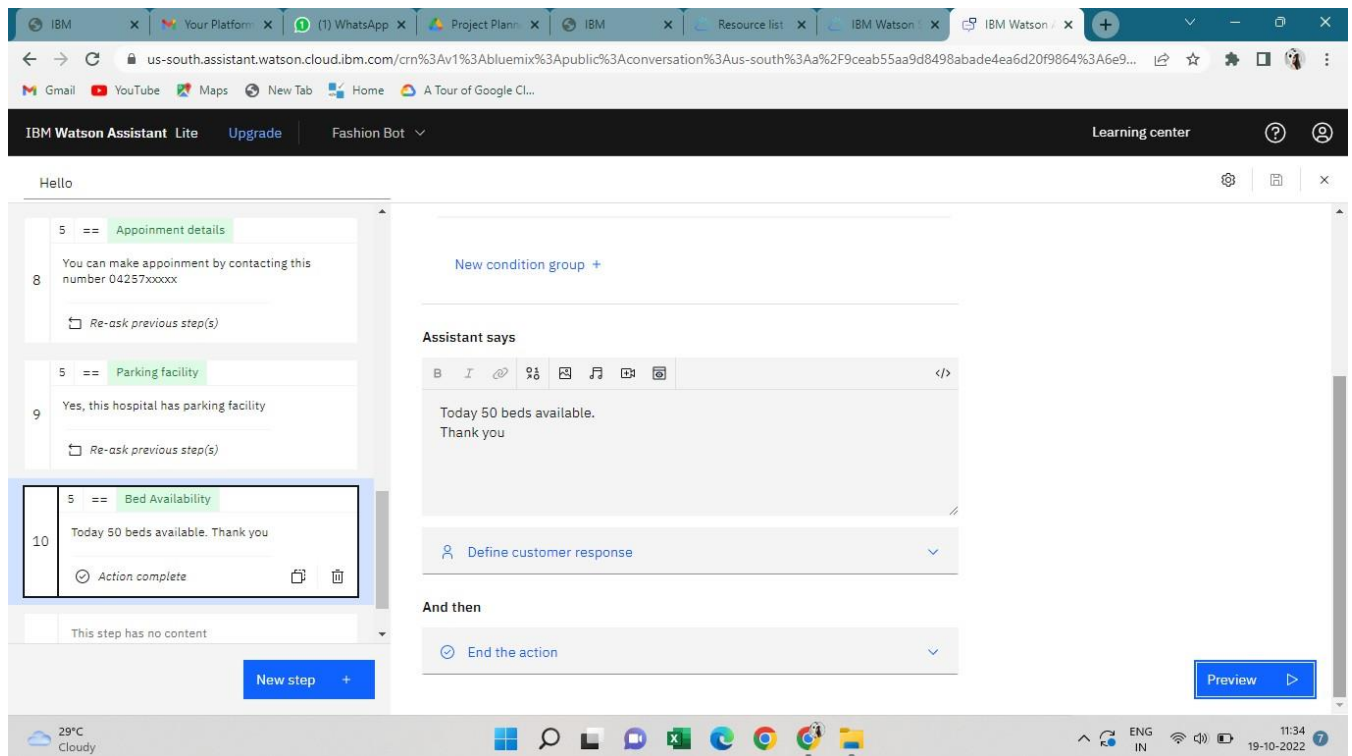 IBM
Your Platform
(1) WhatsApp
Project Plann
IBM
Resource list
IBM Watson
IBM Watson
us-south.assistant.watson.cloud.ibm.com/crn%3Av1%3Abluemix%3Apublic%3Aconversation%3Aus-south%3Aa%2F9ceab55aa9d8498abade4ea6d20f9864%3A6e9...
Gmail YouTube Maps New Tab Home A Tour of Google Cl...
IBM Watson Assistant Lite Upgrade Fashion Bot Learning center
Hello
5 == Appoinment details
8
You can make appoinment by contacting this
number 04257xxxxx
Re-ask previous step(s)
5 == Parking facility
9
Yes, this hospital has parking facility
Re-ask previous step(s)
5 == Bed Availability
10
Today 50 beds available. Thank you
Action complete
This step has no content
New step +
New condition group +
Assistant says
B I </>
Today 50 beds available.
Thank you
Define customer response
And then
End the action
Preview
29°C
Cloudy
ENG
IN
11:34
19-10-2022
7